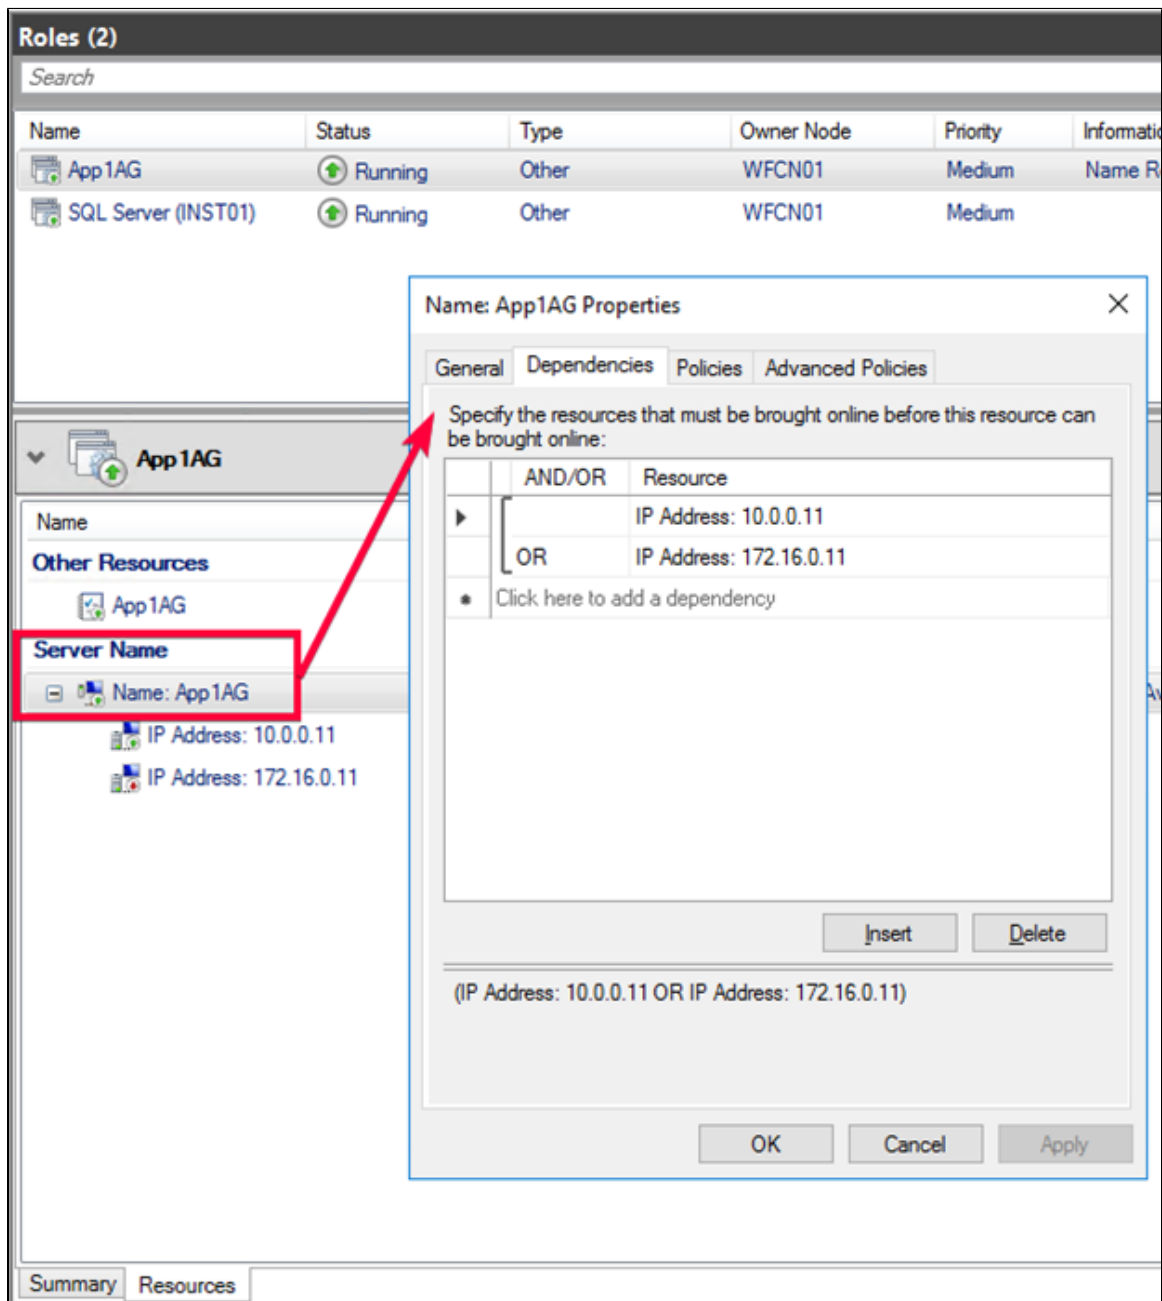 Roles (2)
Search
Name Status Type Owner Node Priority Informatio
App1AG Running Other WFCN01 Medium Name R
SQL Server (INST01) Running Other WFCN01 Medium
Name: App1AG Properties
General Dependencies Policies Advanced Policies
Specify the resources that must be brought online before this resource can
be brought online:
AND/OR Resource
IP Address: 10.0.0.11
OR IP Address: 172.16.0.11
Click here to add a dependency
Insert Delete
(IP Address: 10.0.0.11 OR IP Address: 172.16.0.11)
OK Cancel Apply
App1AG
Name
Other Resources
App1AG
Server Name
Name: App1AG Av
IP Address: 10.0.0.11
IP Address: 172.16.0.11
Summary Resources